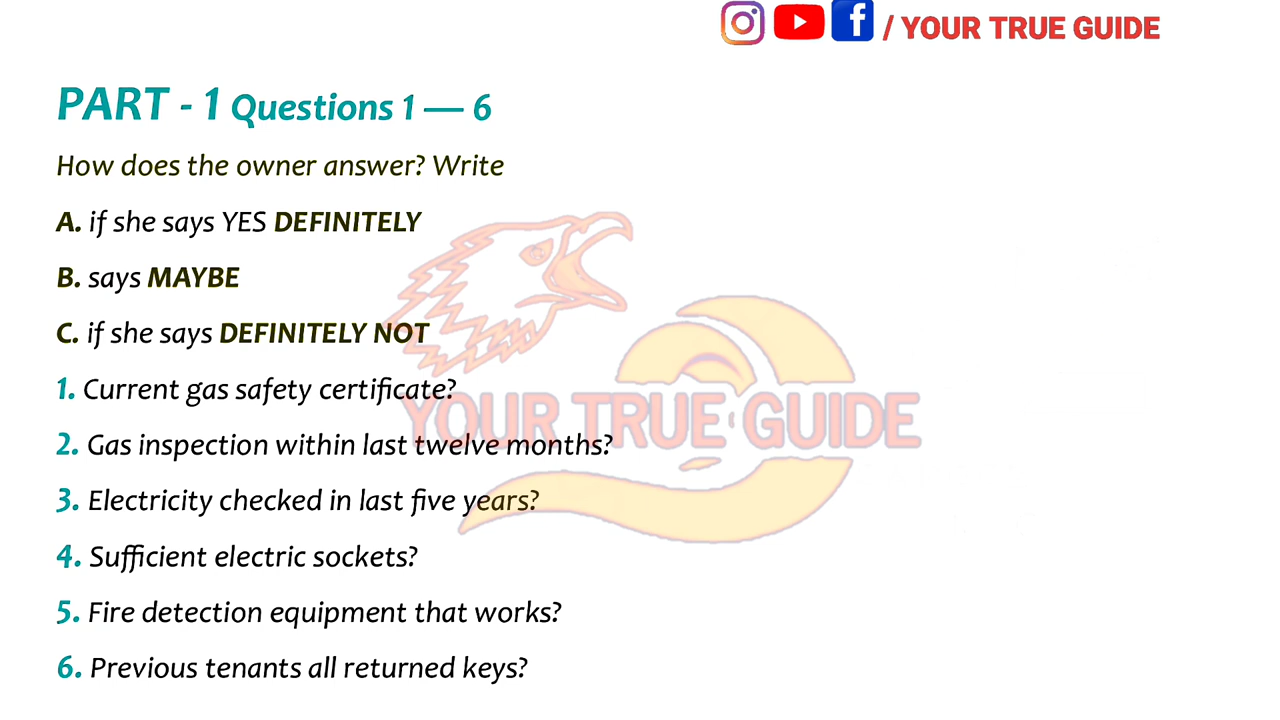 / YOUR TRUE GUIDE
PART - 1 Questions 1 — 6
How does the owner answer? Write
A. if she says YES DEFINITELY
B. says MAYBE
C. if she says DEFINITELY NOT
1. Current gas safety certificate?
YOUR TRUE GUIDE
2. Gas inspection within last twelve months?
3. Electricity checked in last five years?
4. Sufficient electric sockets?
5. Fire detection equipment that works?
6. Previous tenants all returned keys?